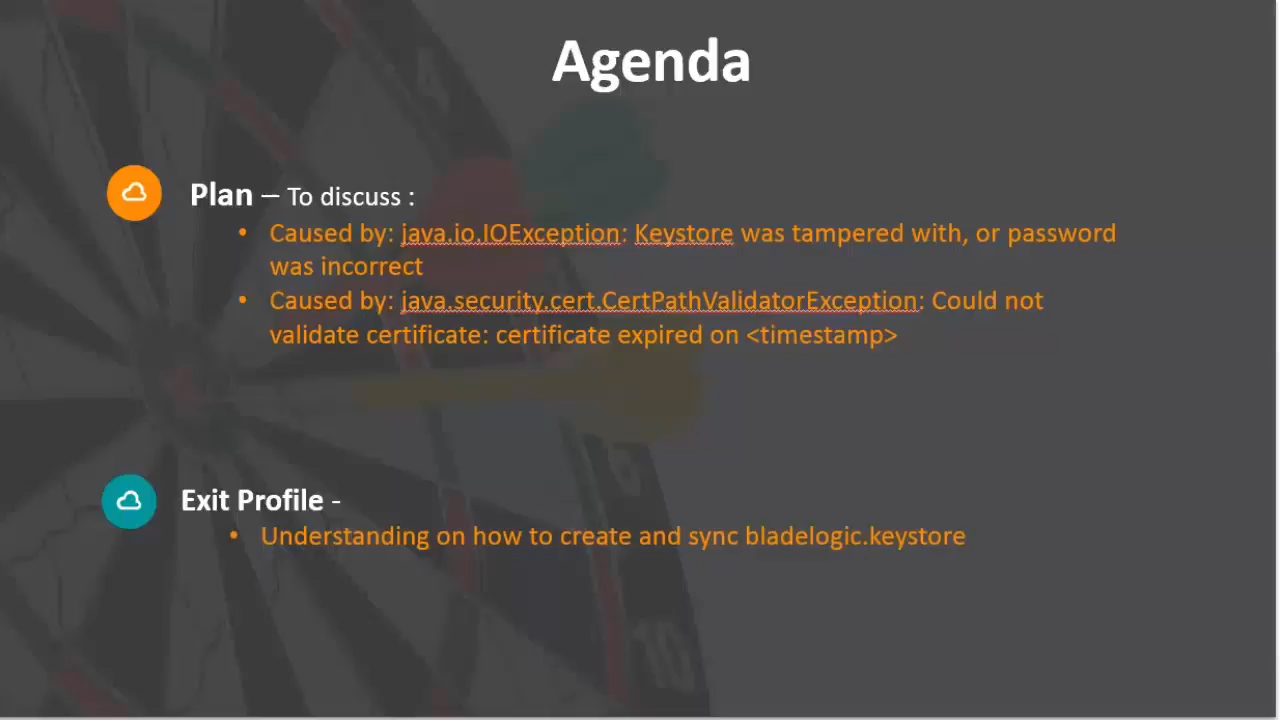 Agenda
Plan – To discuss :
• Caused by: java.io.IOException: Keystore was tampered with, or password
was incorrect
• Caused by: java.security.cert.CertPathValidatorException: Could not
validate certificate: certificate expired on <timestamp>
9
Exit Profile -
• Understanding on how to create and sync bladelogic.keystore
10